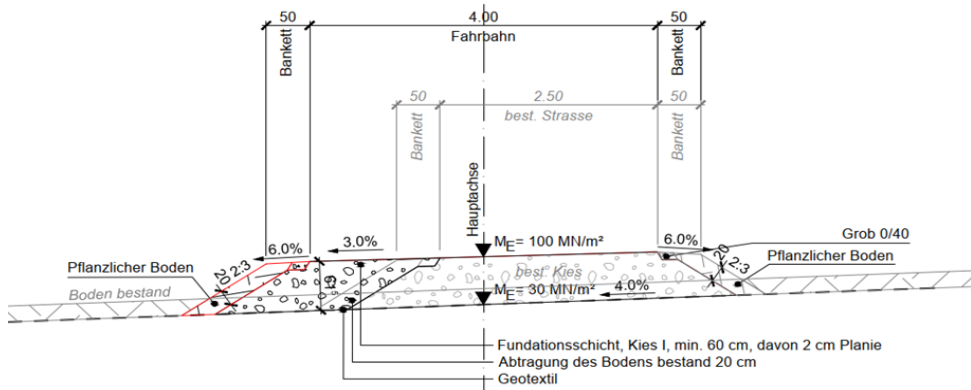 50
4.00
50
Bankett
Fahrbahn
Bankett
50
2.50
50
Bankett
best. Strasse
Bankett
Hauptachse
6.0%
3.0%
M_E= 100 MN/m²
6.0%
Grob 0/40
Pflanzlicher Boden
20
2:3
best. Kies
20
2:3
Pflanzlicher Boden
Boden bestand
M_E= 30 MN/m²
4.0%
Fundationsschicht, Kies I, min. 60 cm, davon 2 cm Planie
Abtragung des Bodens bestand 20 cm
Geotextil